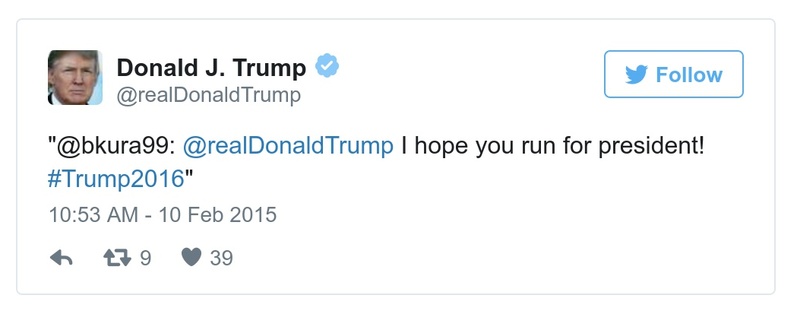 Donald J. Trump
@realDonaldTrump
Follow
"@bkura99: @realDonaldTrump I hope you run for president!
#Trump2016"
10:53 AM - 10 Feb 2015
9 39